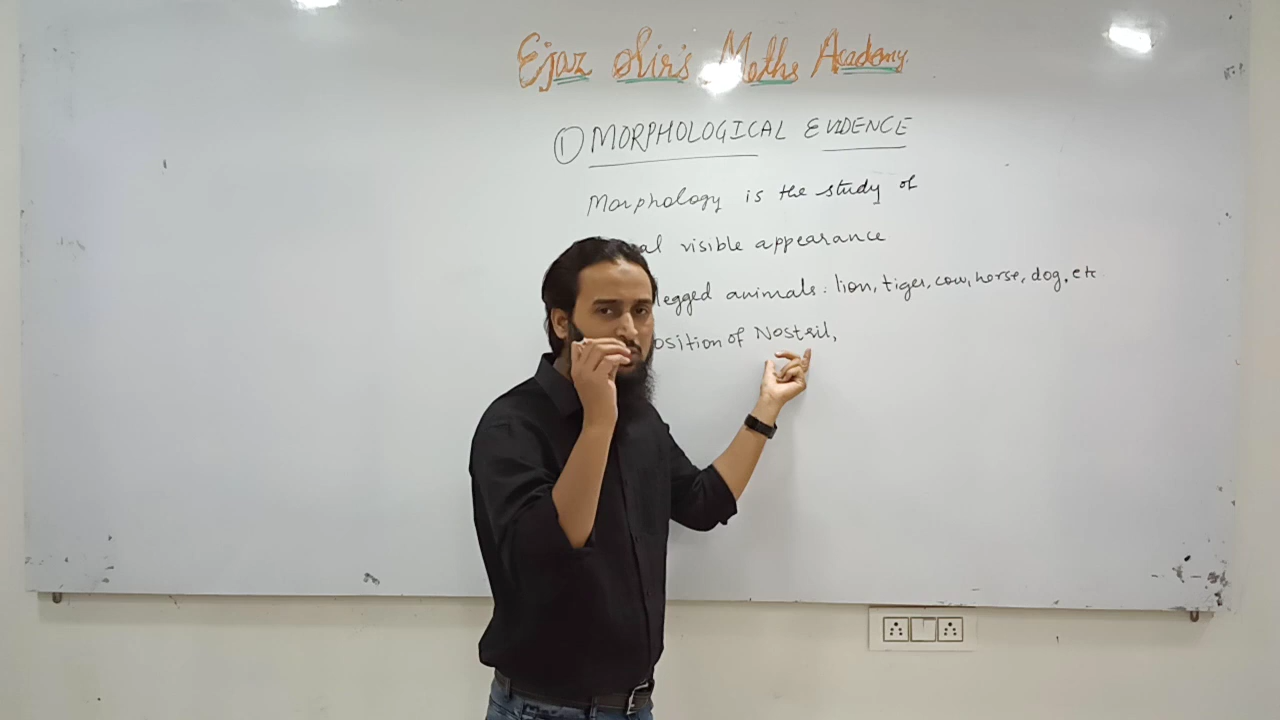 Ejaz Sir's Maths Academy.
① MORPHOLOGICAL EVIDENCE
Morphology is the study of
visible appearance
legged animals: lion, tiger, cow, horse, dog, etc
osition of Nostril,